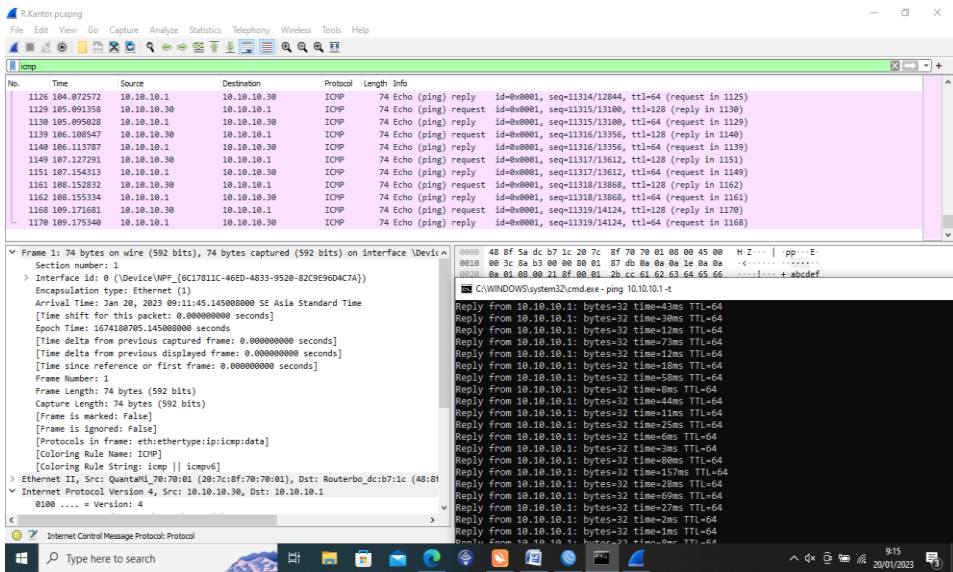 R.Kantor.pcapng
File Edit View Go Capture Analyze Statistics Telephony Wireless Tools Help
icmp
No. Time Source Destination Protocol Length Info
1126 104.072572 10.10.10.1 10.10.10.30 ICMP 74 Echo (ping) reply id=0x0001, seq=11314/12844, ttl=64 (request in 1125)
1129 105.091358 10.10.10.30 10.10.10.1 ICMP 74 Echo (ping) request id=0x0001, seq=11315/13100, ttl=128 (reply in 1130)
1130 105.095028 10.10.10.1 10.10.10.30 ICMP 74 Echo (ping) reply id=0x0001, seq=11315/13100, ttl=64 (request in 1129)
1139 106.108547 10.10.10.30 10.10.10.1 ICMP 74 Echo (ping) request id=0x0001, seq=11316/13356, ttl=128 (reply in 1140)
1140 106.113787 10.10.10.1 10.10.10.30 ICMP 74 Echo (ping) reply id=0x0001, seq=11316/13356, ttl=64 (request in 1139)
1149 107.127291 10.10.10.30 10.10.10.1 ICMP 74 Echo (ping) request id=0x0001, seq=11317/13612, ttl=128 (reply in 1151)
1151 107.154313 10.10.10.1 10.10.10.30 ICMP 74 Echo (ping) reply id=0x0001, seq=11317/13612, ttl=64 (request in 1149)
1161 108.152832 10.10.10.30 10.10.10.1 ICMP 74 Echo (ping) request id=0x0001, seq=11318/13868, ttl=128 (reply in 1162)
1162 108.155334 10.10.10.1 10.10.10.30 ICMP 74 Echo (ping) reply id=0x0001, seq=11318/13868, ttl=64 (request in 1161)
1168 109.171681 10.10.10.30 10.10.10.1 ICMP 74 Echo (ping) request id=0x0001, seq=11319/14124, ttl=128 (reply in 1170)
1170 109.175340 10.10.10.1 10.10.10.30 ICMP 74 Echo (ping) reply id=0x0001, seq=11319/14124, ttl=64 (request in 1168)
Frame 1: 74 bytes on wire (592 bits), 74 bytes captured (592 bits) on interface \Devic
Section number: 1
Interface id: 0 (\Device\NPF_{6C17811C-46ED-4833-9520-82C9E96D4C7A})
Encapsulation type: Ethernet (1)
Arrival Time: Jan 20, 2023 09:11:45.145008000 SE Asia Standard Time
[Time shift for this packet: 0.000000000 seconds]
Epoch Time: 1674180705.145008000 seconds
[Time delta from previous captured frame: 0.000000000 seconds]
[Time delta from previous displayed frame: 0.000000000 seconds]
[Time since reference or first frame: 0.000000000 seconds]
Frame Number: 1
Frame Length: 74 bytes (592 bits)
Capture Length: 74 bytes (592 bits)
[Frame is marked: False]
[Frame is ignored: False]
[Protocols in frame: eth:ethertype:ip:icmp:data]
[Coloring Rule Name: ICMP]
[Coloring Rule String: icmp || icmpv6]
Ethernet II, Src: QuantaMi_70:70:01 (20:7c:8f:70:70:01), Dst: Routerbo_dc:b7:1c (48:8f
Internet Protocol Version 4, Src: 10.10.10.30, Dst: 10.10.10.1
0100 .... = Version: 4
0000 48 8f 5a dc b7 1c 20 7c 8f 70 70 01 08 00 45 00 H·Z··· | ·pp···E·
0010 00 3c 8a b3 00 00 80 01 87 db 0a 0a 0a 1e 0a 0a ·<······ ········
0020 0a 01 08 00 21 8f 00 01 2b cc 61 62 63 64 65 66 ····!··· +·abcdef
C:\WINDOWS\system32\cmd.exe - ping 10.10.10.1 -t
Reply from 10.10.10.1: bytes=32 time=43ms TTL=64
Reply from 10.10.10.1: bytes=32 time=30ms TTL=64
Reply from 10.10.10.1: bytes=32 time=12ms TTL=64
Reply from 10.10.10.1: bytes=32 time=73ms TTL=64
Reply from 10.10.10.1: bytes=32 time=12ms TTL=64
Reply from 10.10.10.1: bytes=32 time=18ms TTL=64
Reply from 10.10.10.1: bytes=32 time=58ms TTL=64
Reply from 10.10.10.1: bytes=32 time=8ms TTL=64
Reply from 10.10.10.1: bytes=32 time=44ms TTL=64
Reply from 10.10.10.1: bytes=32 time=11ms TTL=64
Reply from 10.10.10.1: bytes=32 time=25ms TTL=64
Reply from 10.10.10.1: bytes=32 time=6ms TTL=64
Reply from 10.10.10.1: bytes=32 time=3ms TTL=64
Reply from 10.10.10.1: bytes=32 time=80ms TTL=64
Reply from 10.10.10.1: bytes=32 time=157ms TTL=64
Reply from 10.10.10.1: bytes=32 time=28ms TTL=64
Reply from 10.10.10.1: bytes=32 time=69ms TTL=64
Reply from 10.10.10.1: bytes=32 time=27ms TTL=64
Reply from 10.10.10.1: bytes=32 time=2ms TTL=64
Reply from 10.10.10.1: bytes=32 time=1ms TTL=64
Internet Control Message Protocol: Protocol
Type here to search
9:15
20/01/2023